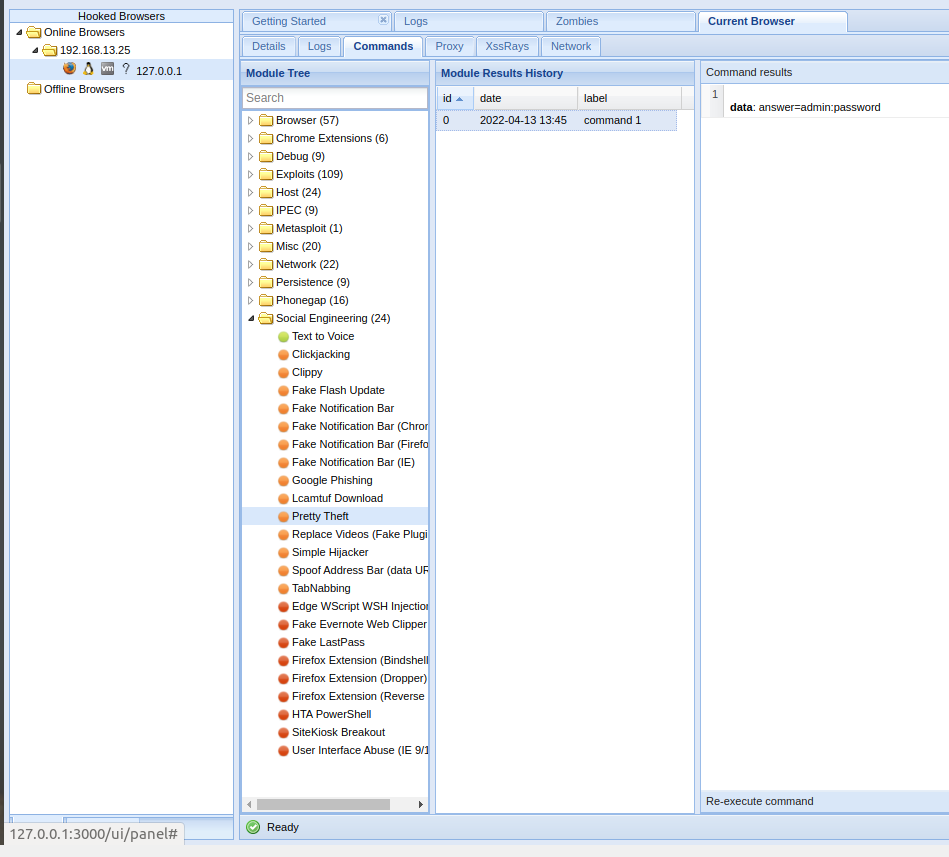 Hooked Browsers
Online Browsers
192.168.13.25
? 127.0.0.1
Offline Browsers
Getting Started
Logs
Zombies
Current Browser
Details
Logs
Commands
Proxy
XssRays
Network
Module Tree
Search
Browser (57)
Chrome Extensions (6)
Debug (9)
Exploits (109)
Host (24)
IPEC (9)
Metasploit (1)
Misc (20)
Network (22)
Persistence (9)
Phonegap (16)
Social Engineering (24)
Text to Voice
Clickjacking
Clippy
Fake Flash Update
Fake Notification Bar
Fake Notification Bar (Chror
Fake Notification Bar (Firefo
Fake Notification Bar (IE)
Google Phishing
Lcamtuf Download
Pretty Theft
Replace Videos (Fake Plugi
Simple Hijacker
Spoof Address Bar (data UR
TabNabbing
Edge WScript WSH Injection
Fake Evernote Web Clipper
Fake LastPass
Firefox Extension (Bindshell
Firefox Extension (Dropper)
Firefox Extension (Reverse
HTA PowerShell
SiteKiosk Breakout
User Interface Abuse (IE 9/1
Module Results History
id date label
0 2022-04-13 13:45 command 1
Command results
1
data: answer=admin:password
Re-execute command
Ready
127.0.0.1:3000/ui/panel#